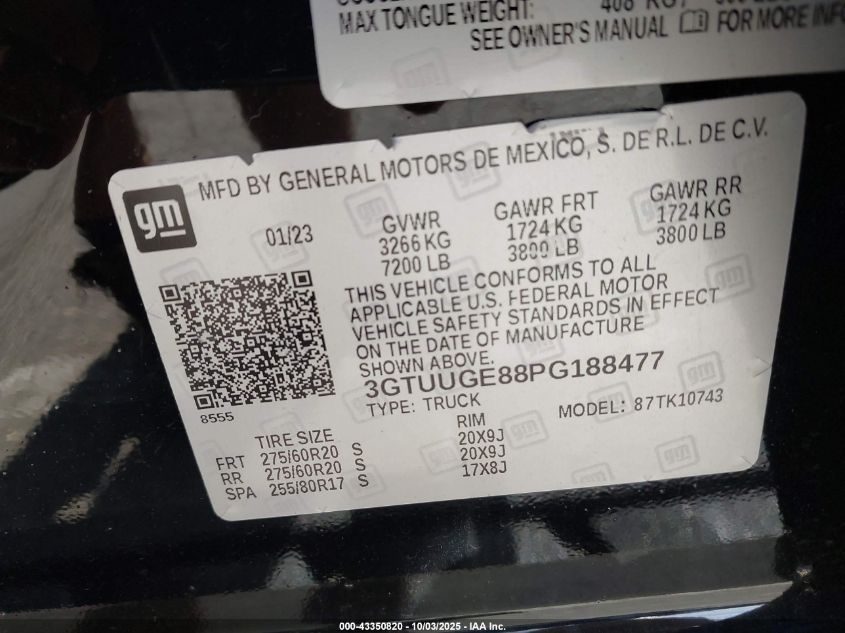 MAX TONGUE WEIGHT: 408 KG
SEE OWNER'S MANUAL FOR MORE INFO
MFD BY GENERAL MOTORS DE MEXICO, S. DE R.L. DE C.V.
gm
01/23
GVWR
3266 KG
7200 LB
GAWR FRT
1724 KG
3800 LB
GAWR RR
1724 KG
3800 LB
THIS VEHICLE CONFORMS TO ALL
APPLICABLE U.S. FEDERAL MOTOR
VEHICLE SAFETY STANDARDS IN EFFECT
ON THE DATE OF MANUFACTURE
SHOWN ABOVE.
3GTUUGE88PG188477
8555
TYPE: TRUCK
MODEL: 87TK10743
TIRE SIZE RIM
FRT 275/60R20 S 20X9J
RR 275/60R20 S 20X9J
SPA 255/80R17 S 17X8J
000-43350820 - 10/03/2025 - IAA Inc.